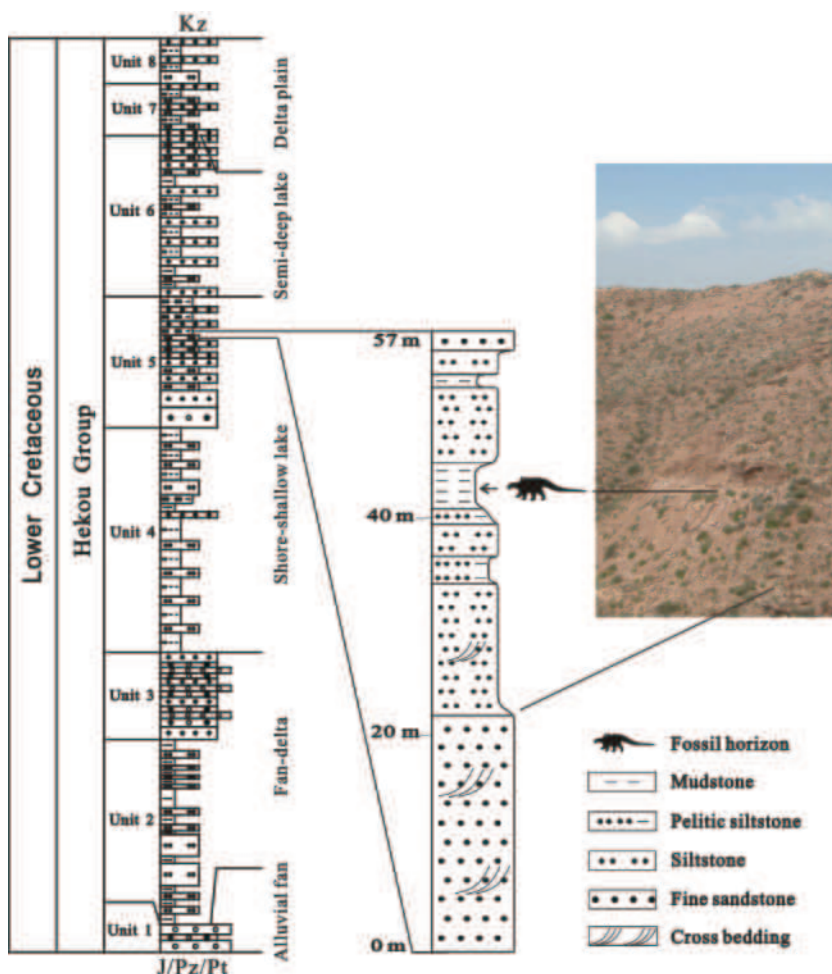 Kz
Lower Cretaceous
Hekou Group
Unit 8
Unit 7
Unit 6
Unit 5
Unit 4
Unit 3
Unit 2
Unit 1
Delta plain
Semi-deep lake
Shore-shallow lake
Fan-delta
Alluvial fan
J/Pz/Pt
57 m
40 m
20 m
0 m
Fossil horizon
Mudstone
Pelitic siltstone
Siltstone
Fine sandstone
Cross bedding